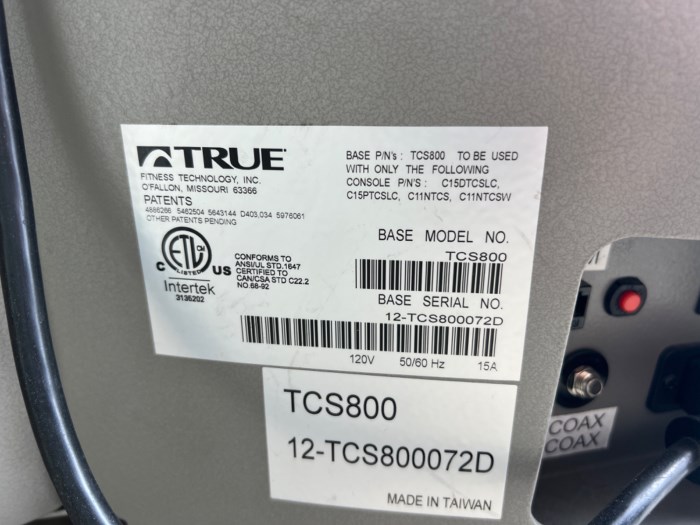 TRUE
FITNESS TECHNOLOGY, INC.
O'FALLON, MISSOURI 63366
PATENTS
4886266 5462504 5643144 D403,034 5976061
OTHER PATENTS PENDING
BASE P/N's : TCS800 TO BE USED
WITH ONLY THE FOLLOWING
CONSOLE P/N'S : C15DTCSLC,
C15PTCSLC, C11NTCS, C11NTCSW
ETL CM
LISTED
C US
Intertek
3136202
CONFORMS TO
ANSI/UL STD.1647
CERTIFIED TO
CAN/CSA STD C22.2
NO.68-92
BASE MODEL NO.
TCS800
BASE SERIAL NO.
12-TCS800072D
120V 50/60 Hz 15A
TCS800
12-TCS800072D
MADE IN TAIWAN
COAX
COAX